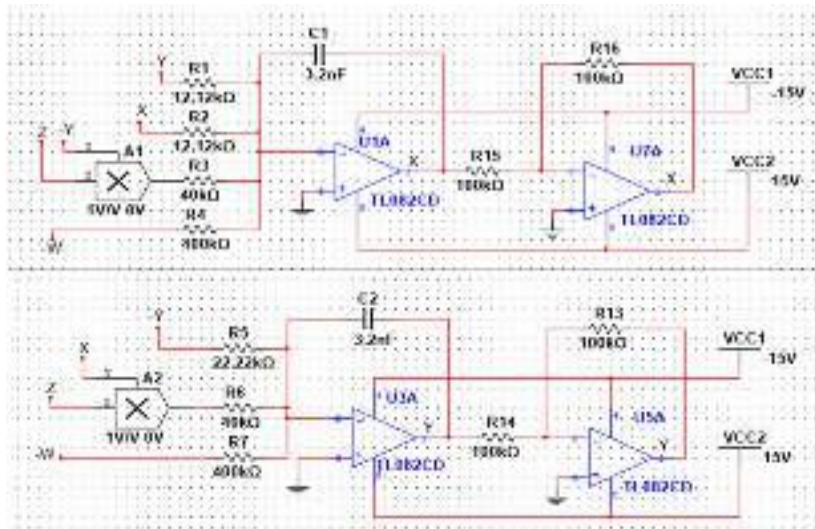 C1
3.2nF
R16
100kΩ
VCC1
-15V
Y
R1
12.12kΩ
X
R2
12.12kΩ
Z
-Y
A1
R3
40kΩ
1V/V 0V
U1A
X
R15
100kΩ
U7A
X
VCC2
15V
TL082CD
TL082CD
R4
400kΩ
-W
C2
3.2nF
R13
100kΩ
VCC1
15V
-Y
R5
22.22kΩ
X
A2
R6
40kΩ
1V/V 0V
U3A
Y
R14
100kΩ
U5A
Y
VCC2
15V
R7
400kΩ
-W
TL082CD
TL082CD